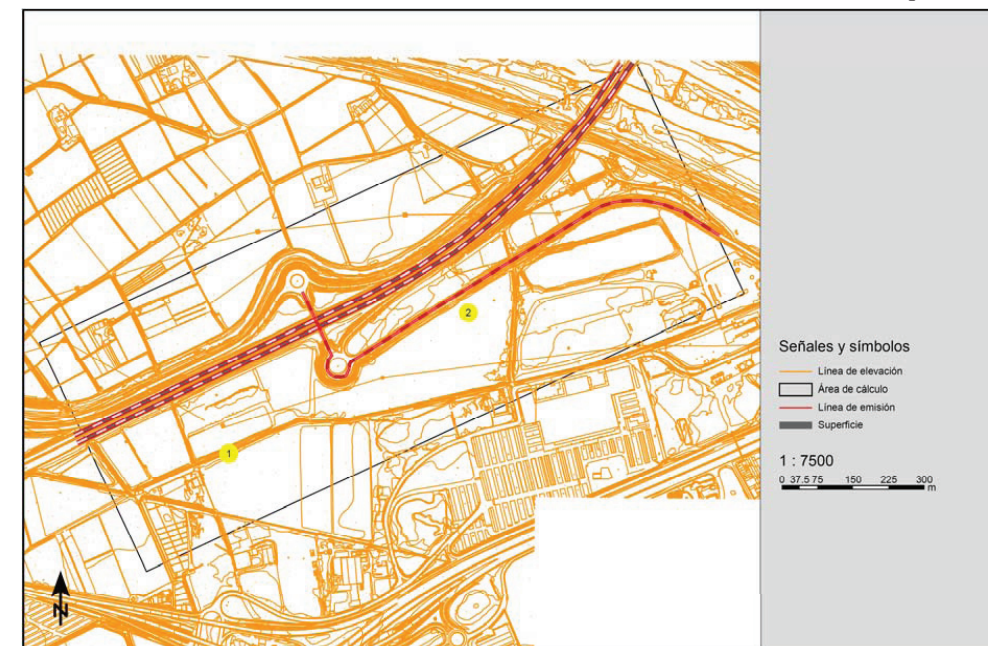 2
1
N
Señales y símbolos
Línea de elevación
Área de cálculo
Línea de emisión
Superficie
1 : 7500
0 37.5 75 150 225 300
m